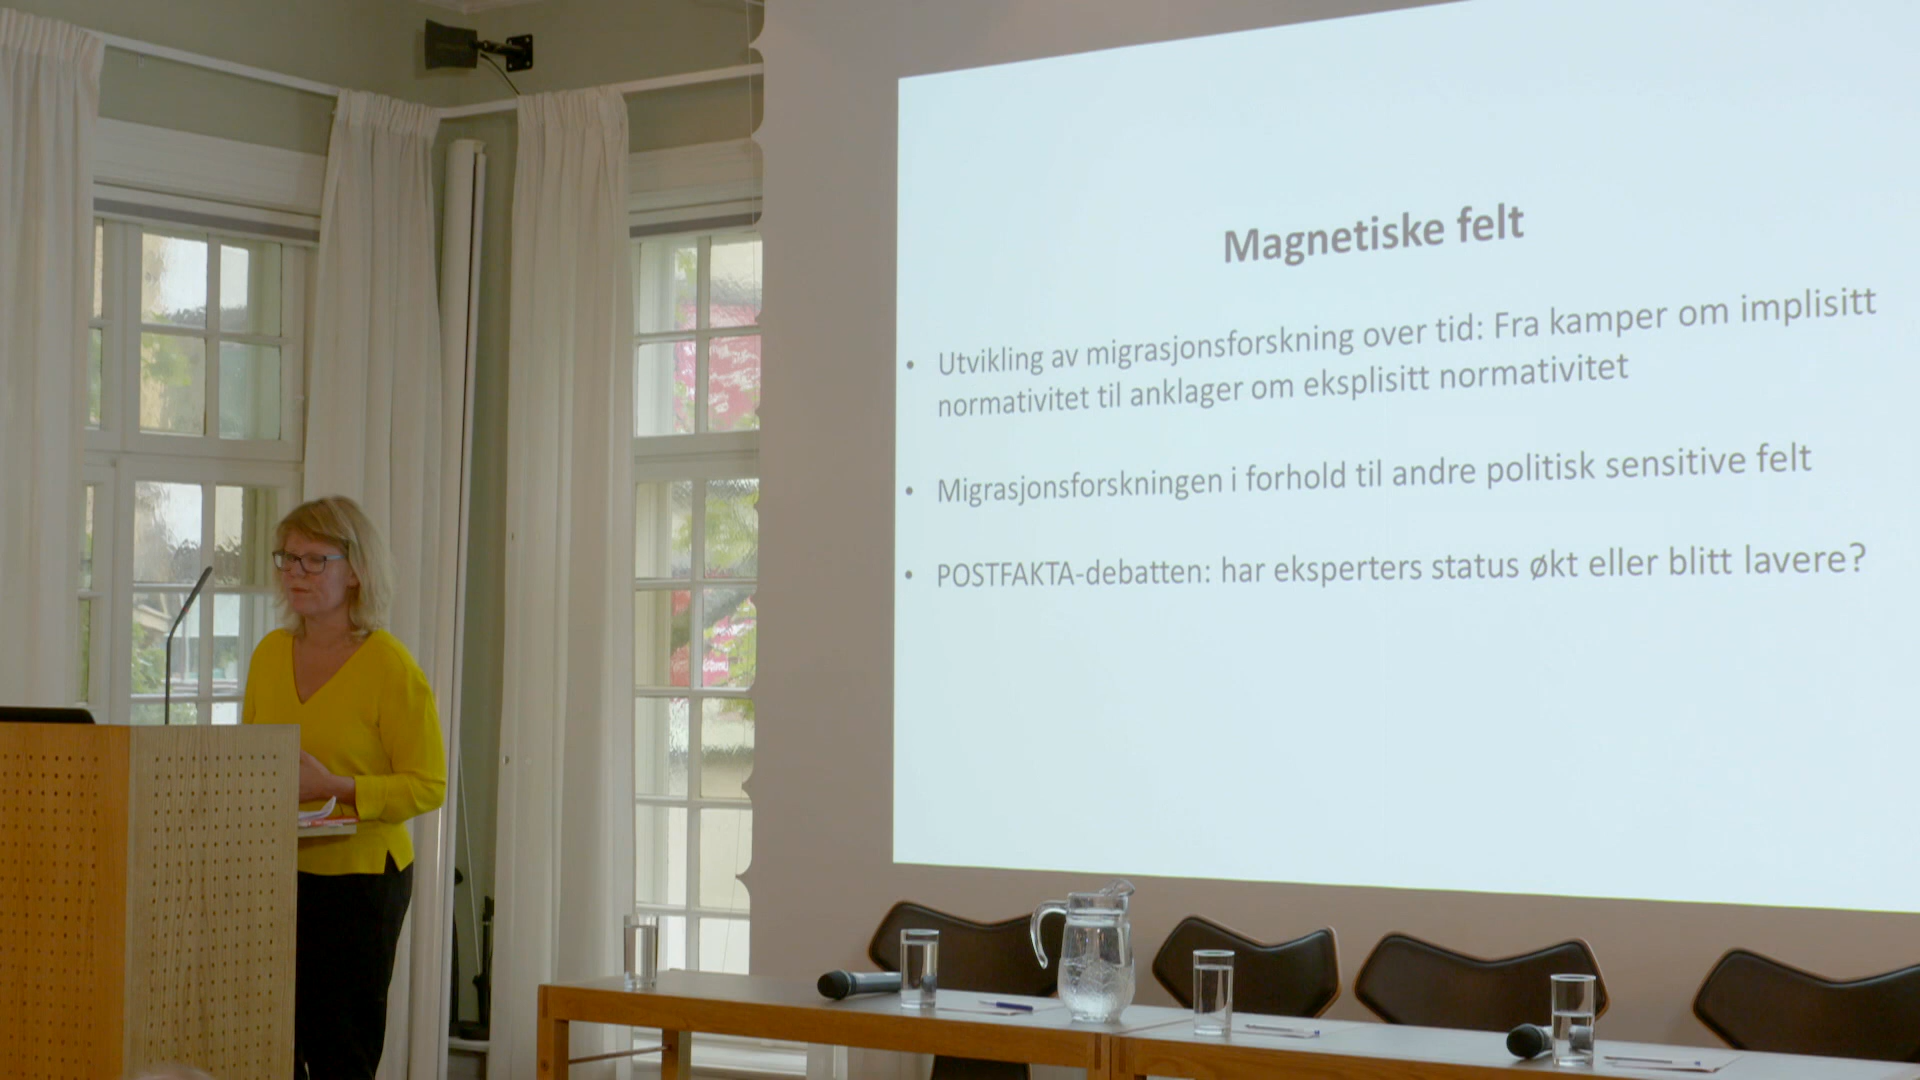 Magnetiske felt
• Utvikling av migrasjonsforskning over tid: Fra kamper om implisitt
normativitet til anklager om eksplisitt normativitet
• Migrasjonsforskningen i forhold til andre politisk sensitive felt
• POSTFAKTA-debatten: har eksperters status økt eller blitt lavere?